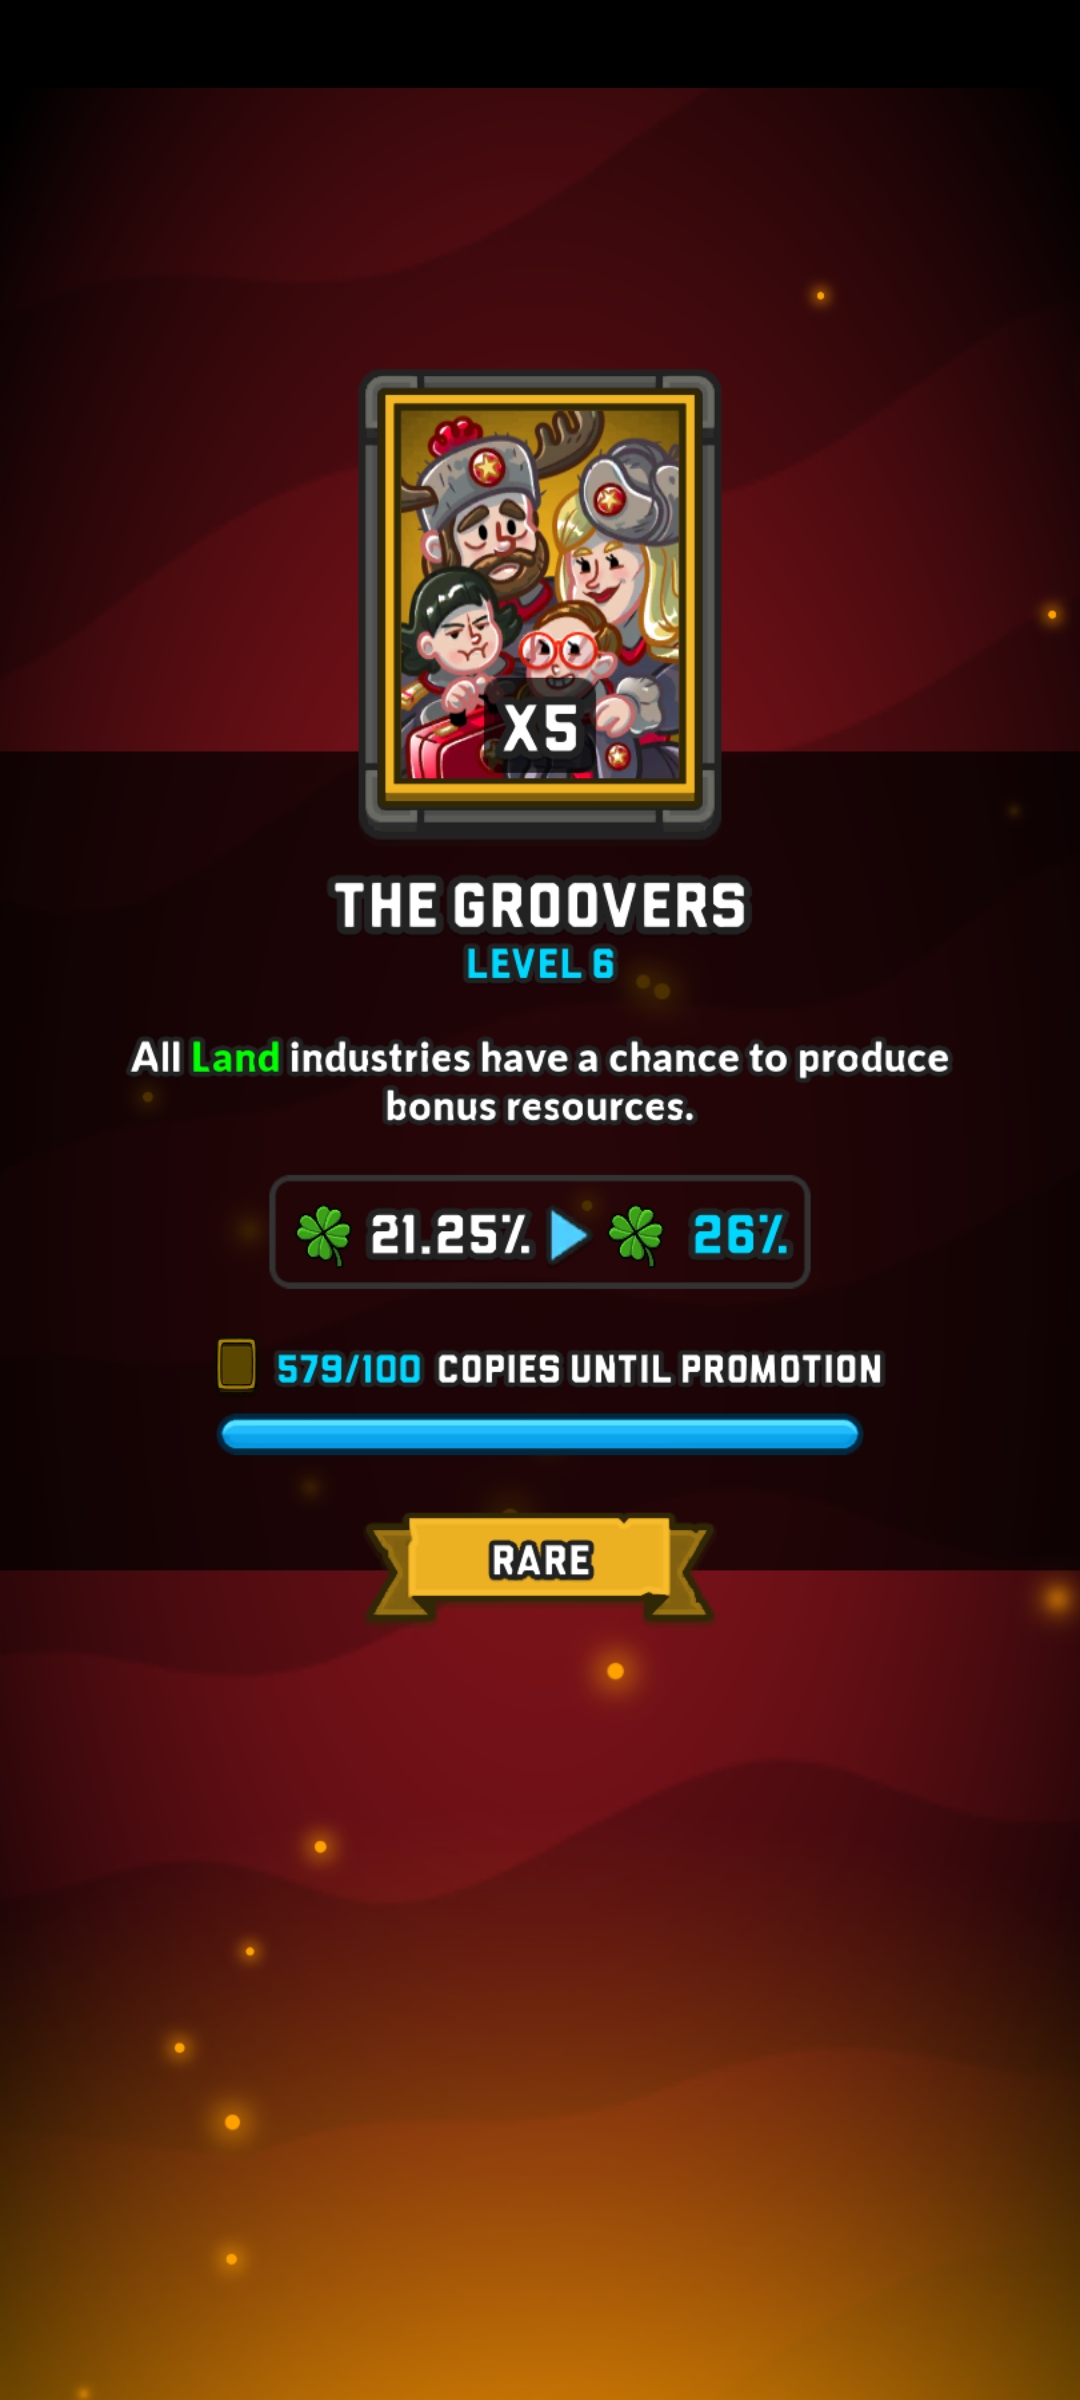 X5
THE GROOVERS
LEVEL 6
All Land industries have a chance to produce
bonus resources.
21.25% 26%
579/100 COPIES UNTIL PROMOTION
RARE